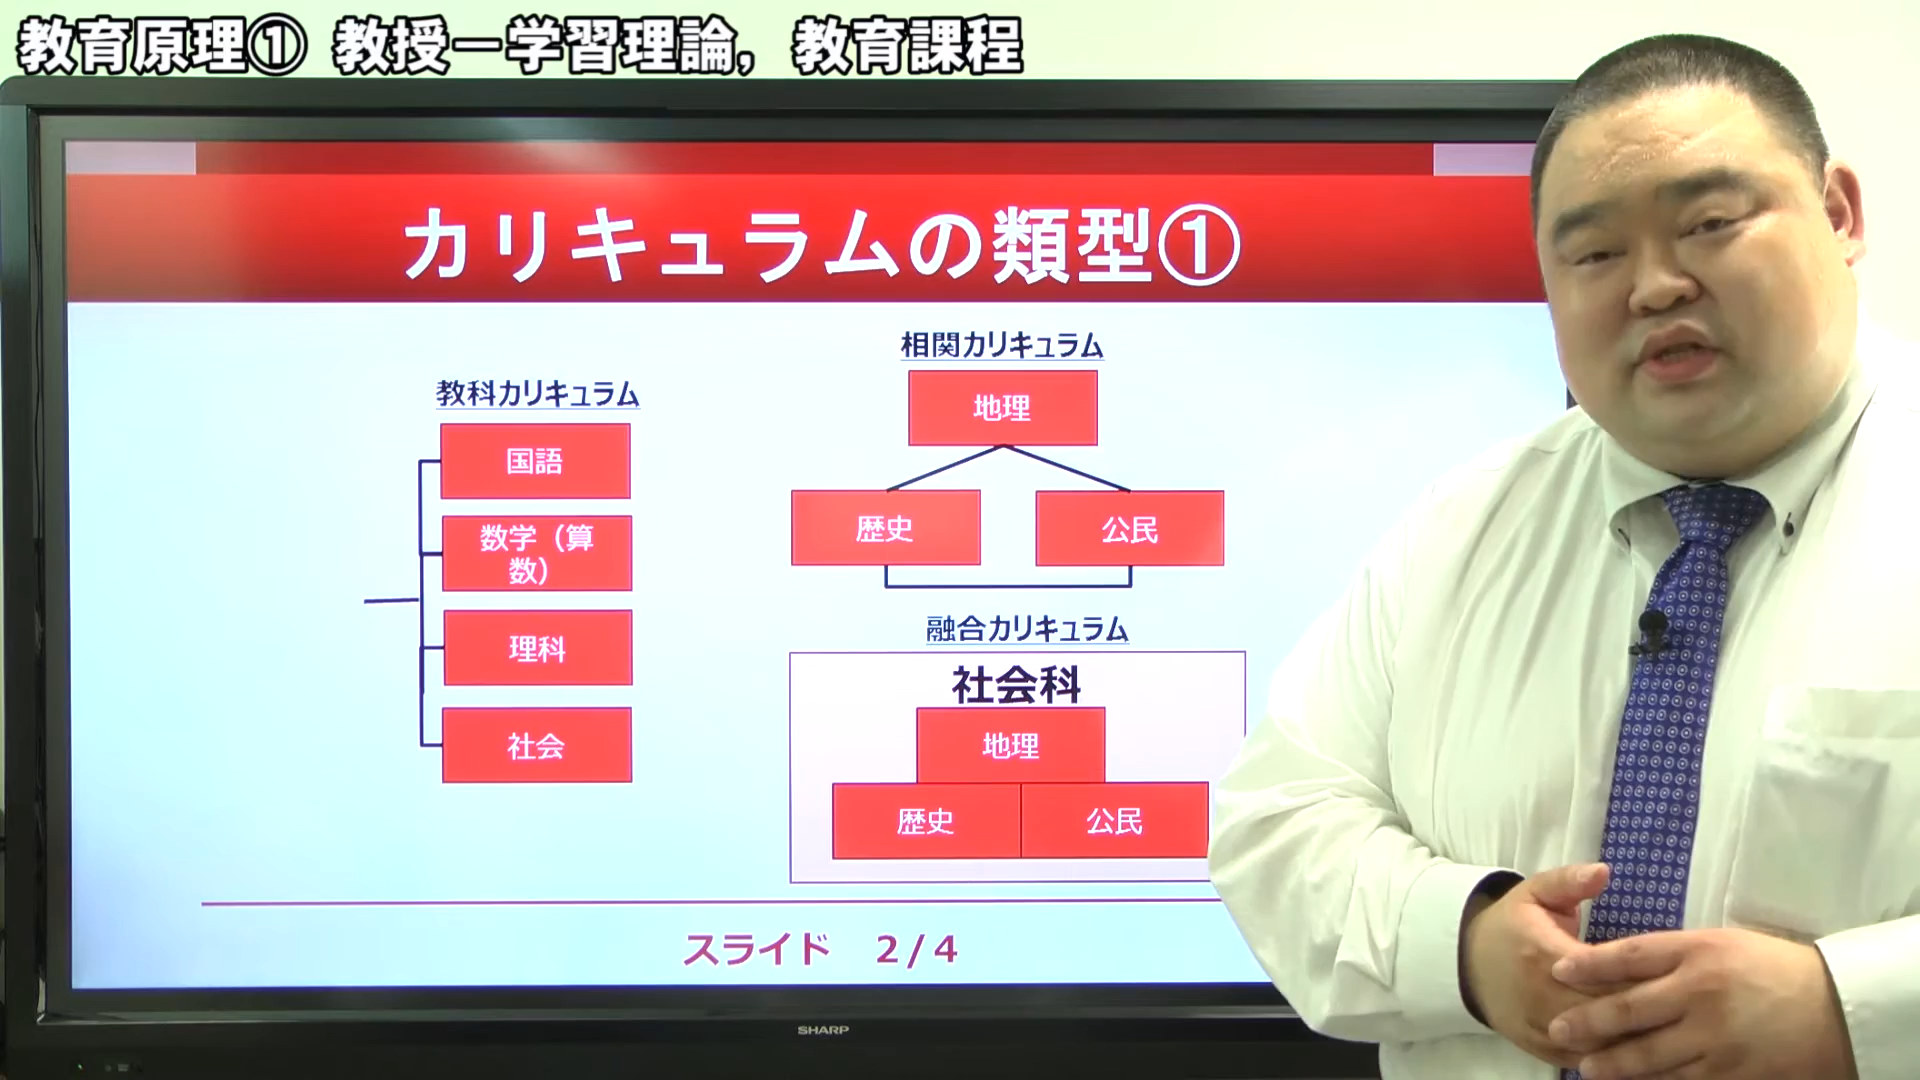 教育原理① 教授－学習理論，教育課程
カリキュラムの類型①
教科カリキュラム
国語
数学（算
数）
理科
社会
相関カリキュラム
地理
歴史
公民
融合カリキュラム
社会科
地理
歴史
公民
スライド 2/4
SHARP